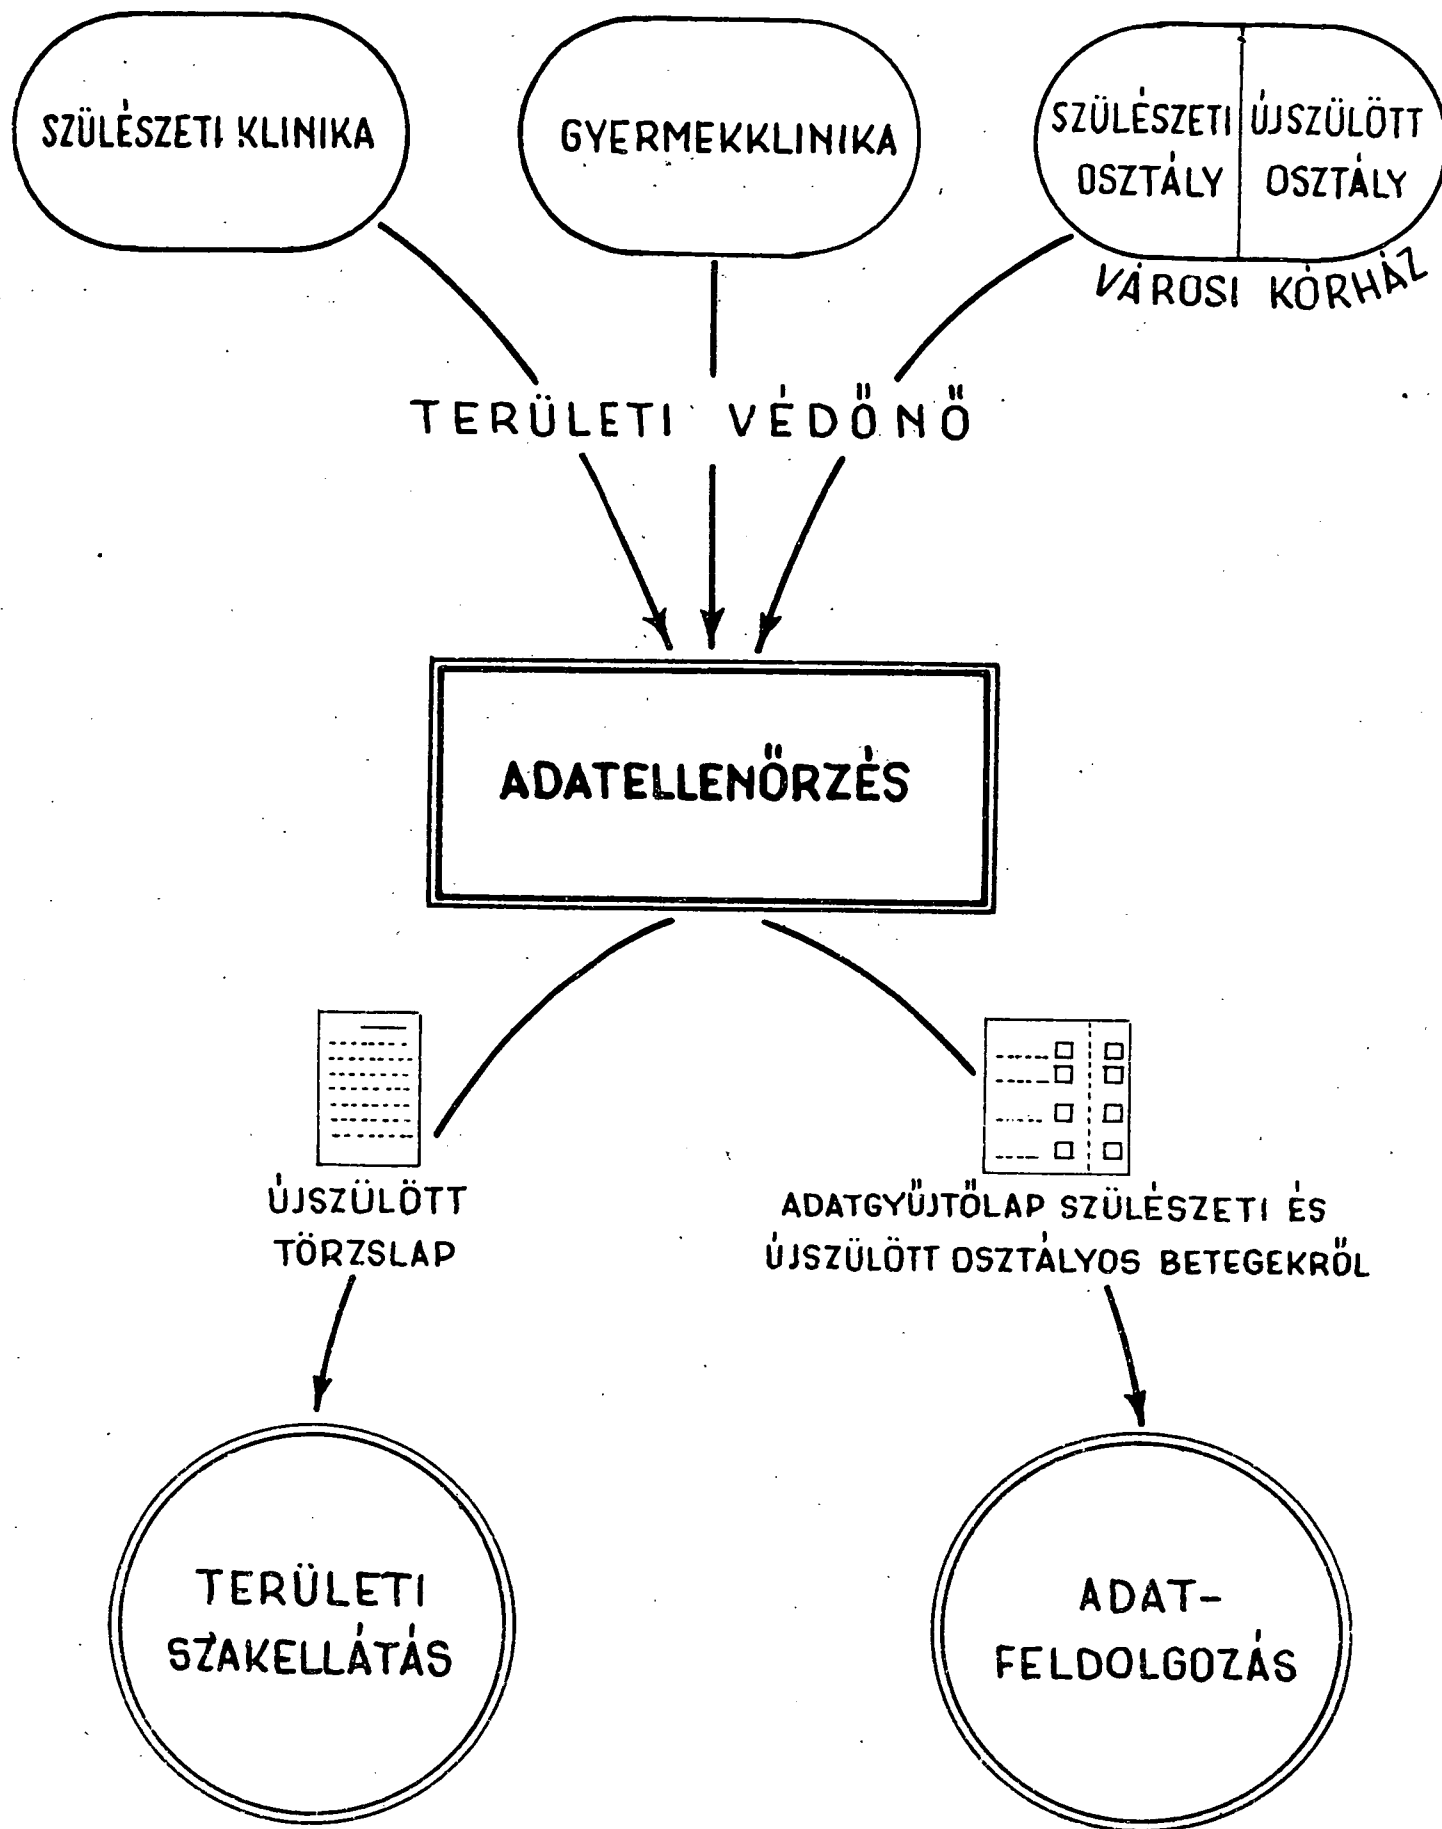 SZÜLÉSZETI KLINIKA
GYERMEKKLINIKA
SZÜLÉSZETI
OSZTÁLY
ÚJSZÜLÖTT
OSZTÁLY
VÁROSI KÓRHÁZ
TERÜLETI VÉDŐNŐ
ADATELLENŐRZÉS
ÚJSZÜLÖTT
TÖRZSLAP
ADATGYŰJTŐLAP SZÜLÉSZETI ÉS
ÚJSZÜLÖTT OSZTÁLYOS BETEGEKRŐL
TERÜLETI
SZAKELLÁTÁS
ADAT-
FELDOLGOZÁS